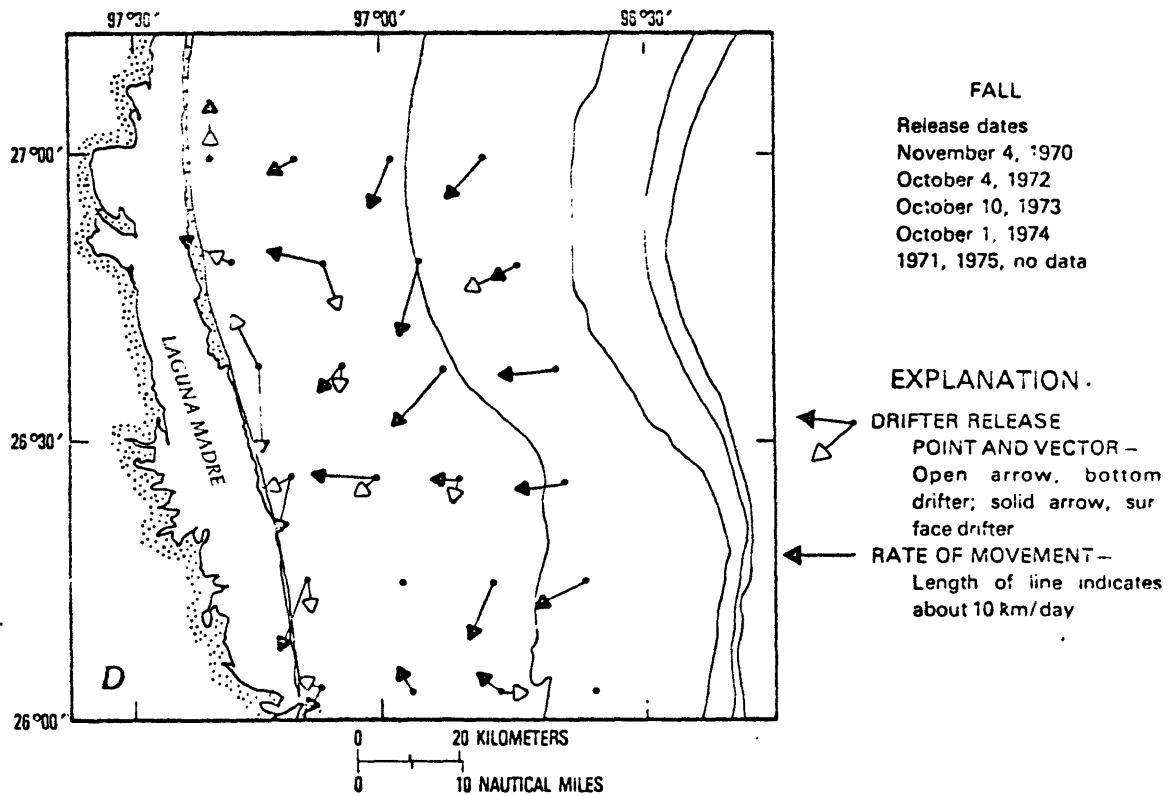 97°30′ 97°00′ 96°30′
27°00′
26°30′
26°00′
LAGUNA MADRE
D
0 20 KILOMETERS
0 10 NAUTICAL MILES
FALL
Release dates
November 4, 1970
October 4, 1972
October 10, 1973
October 1, 1974
1971, 1975, no data
EXPLANATION.
DRIFTER RELEASE
POINT AND VECTOR —
Open arrow, bottom
drifter; solid arrow, sur
face drifter
RATE OF MOVEMENT —
Length of line indicates
about 10 km/day